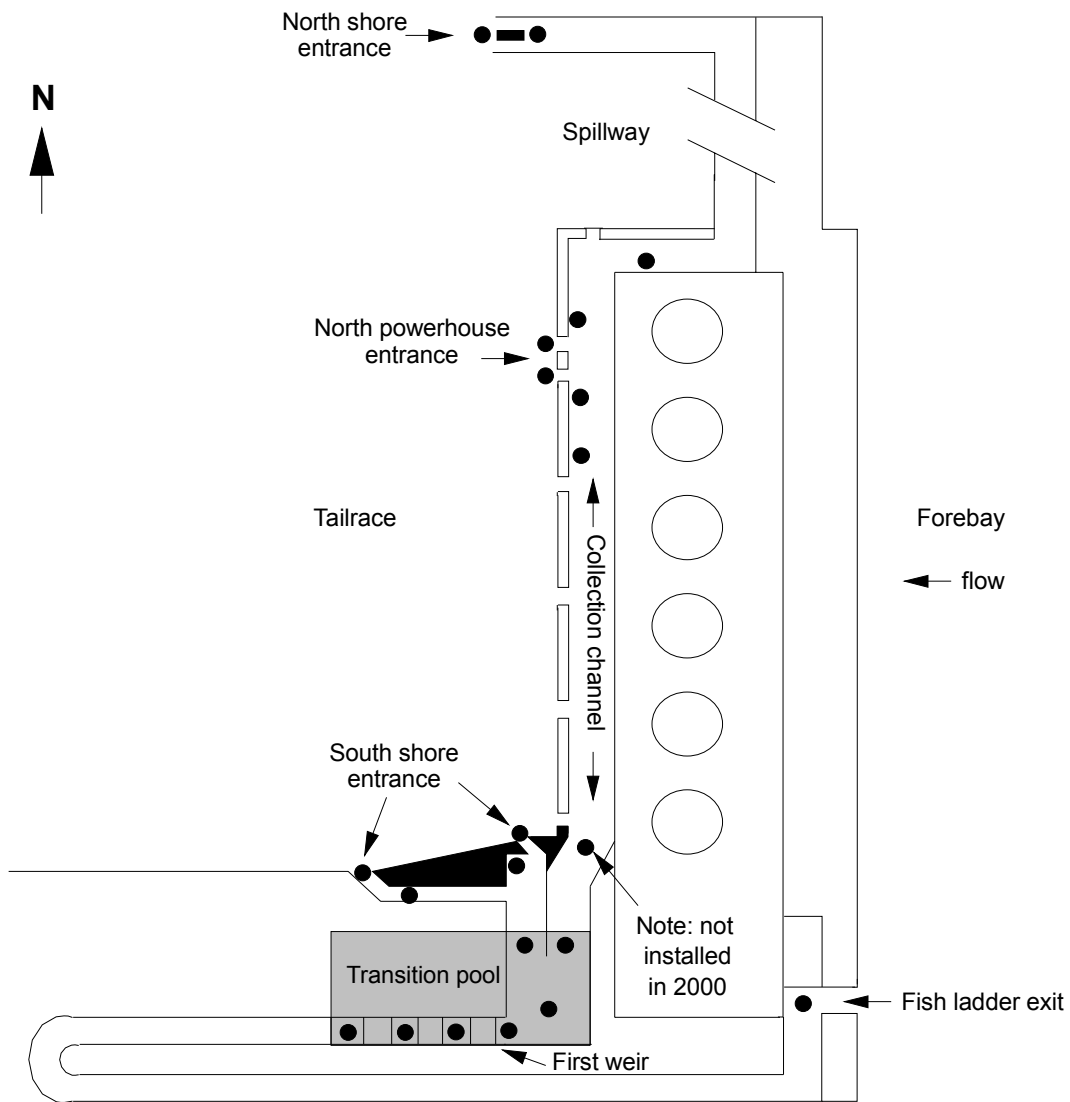 North shore
entrance
N
Spillway
North powerhouse
entrance
Tailrace
Collection channel
Forebay
flow
South shore
entrance
Note: not
installed
in 2000
Transition pool
Fish ladder exit
First weir